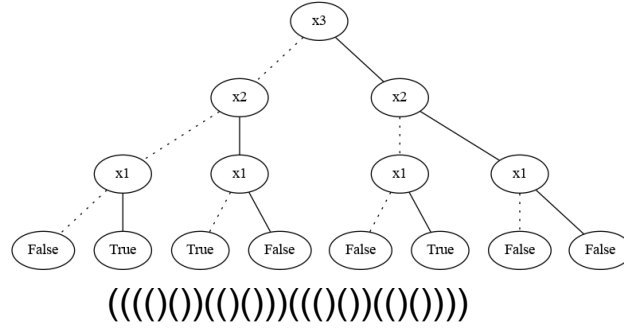 x3
x2 x2
x1 x1 x1 x1
False True True False False True False False
(((()())(()()))((()())(()())))